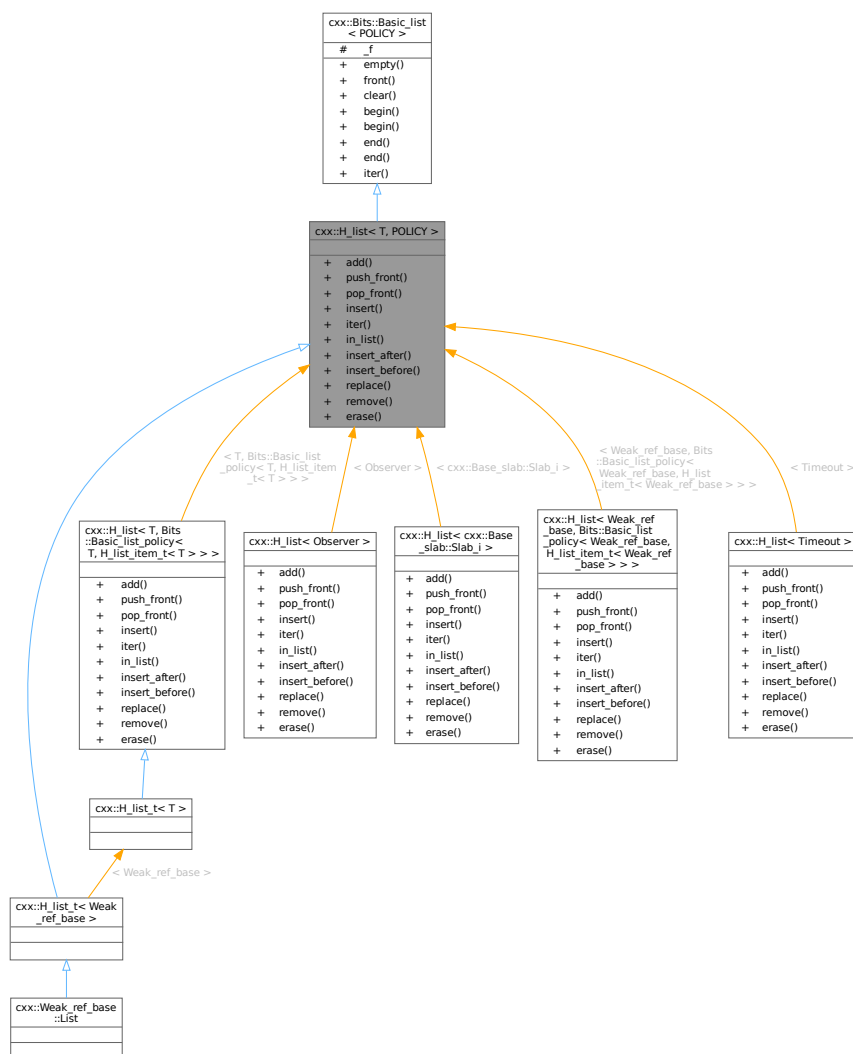 cxx::Bits::Basic_list
< POLICY >
# _f
+ empty()
+ front()
+ clear()
+ begin()
+ begin()
+ end()
+ end()
+ iter()
cxx::H_list< T, POLICY >
+ add()
+ push_front()
+ pop_front()
+ insert()
+ iter()
+ in_list()
+ insert_after()
+ insert_before()
+ replace()
+ remove()
+ erase()
< T, Bits::Basic_list
_policy< T, H_list_item
_t< T > > >
< Observer >
< cxx::Base_slab::Slab_i >
< Weak_ref_base, Bits
::Basic_list_policy<
Weak_ref_base, H_list
_item_t< Weak_ref_base > > >
< Timeout >
cxx::H_list< T, Bits
::Basic_list_policy<
T, H_list_item_t< T > > >
+ add()
+ push_front()
+ pop_front()
+ insert()
+ iter()
+ in_list()
+ insert_after()
+ insert_before()
+ replace()
+ remove()
+ erase()
cxx::H_list< Observer >
+ add()
+ push_front()
+ pop_front()
+ insert()
+ iter()
+ in_list()
+ insert_after()
+ insert_before()
+ replace()
+ remove()
+ erase()
cxx::H_list< cxx::Base
_slab::Slab_i >
+ add()
+ push_front()
+ pop_front()
+ insert()
+ iter()
+ in_list()
+ insert_after()
+ insert_before()
+ replace()
+ remove()
+ erase()
cxx::H_list< Weak_ref
_base, Bits::Basic_list
_policy< Weak_ref_base,
H_list_item_t< Weak_ref
_base > > >
+ add()
+ push_front()
+ pop_front()
+ insert()
+ iter()
+ in_list()
+ insert_after()
+ insert_before()
+ replace()
+ remove()
+ erase()
cxx::H_list< Timeout >
+ add()
+ push_front()
+ pop_front()
+ insert()
+ iter()
+ in_list()
+ insert_after()
+ insert_before()
+ replace()
+ remove()
+ erase()
cxx::H_list_t< T >
< Weak_ref_base >
cxx::H_list_t< Weak
_ref_base >
cxx::Weak_ref_base
::List